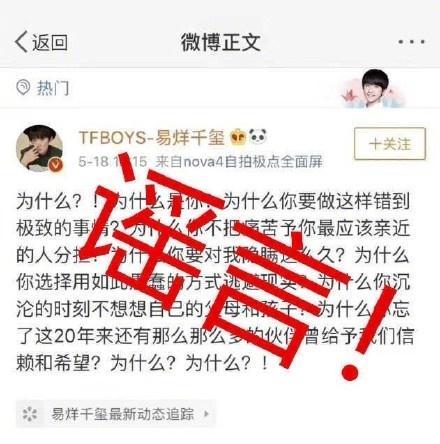 返回
微博正文
热门
TFBOYS-易烊千玺
5-18 1 :15 来自nova4自拍极点全面屏
十关注
为什么？！为什么是你？为什么你要做这样错到
极致的事情？为什么你不把痛苦予你最应该亲近
的人分担？为什么你要对我隐瞒这么久？为什么
你选择用如此愚蠢的方式逃避现实？为什么你沉
沦的时刻不想想自己的父母和孩子？为什么你忘
了这20年来还有那么那么多的伙伴曾给予我们信
赖和希望？为什么？为什么？！
谣言！
易烊千玺最新动态追踪